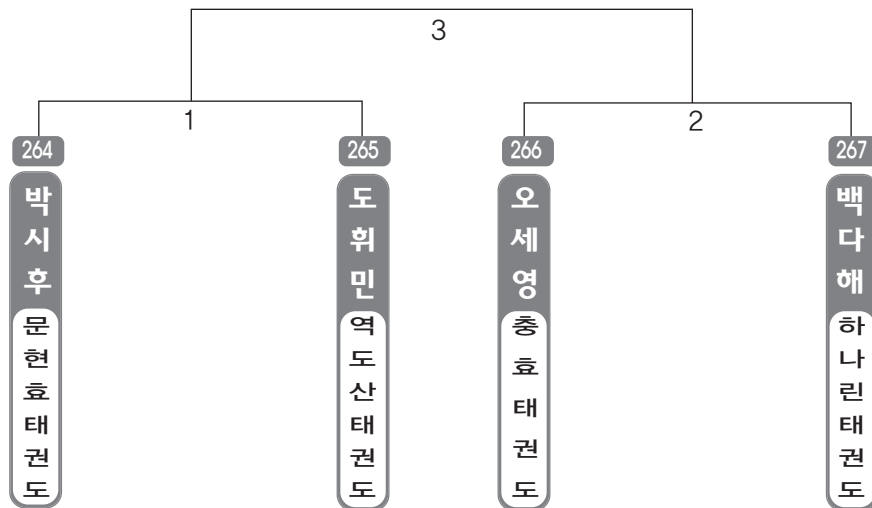 3
1
2
264
박시후
문현효태권도
265
도휘민
역도산태권도
266
오세영
충효태권도
267
백다해
하나린태권도